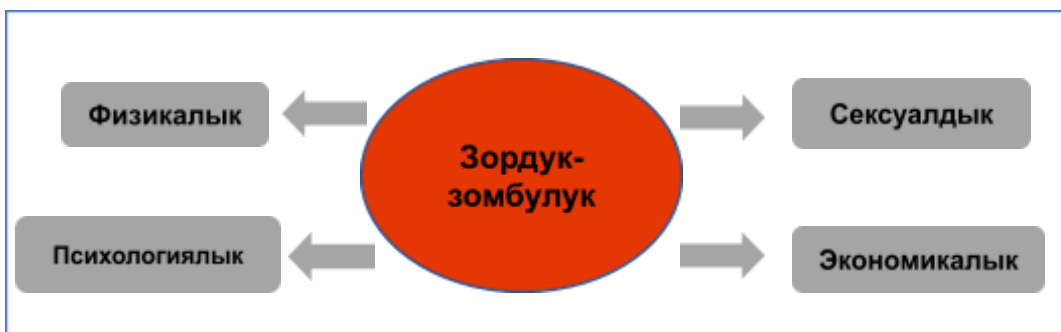 Физикалык
Сексуалдык
Зордук-
зомбулук
Психологиялык
Экономикалык